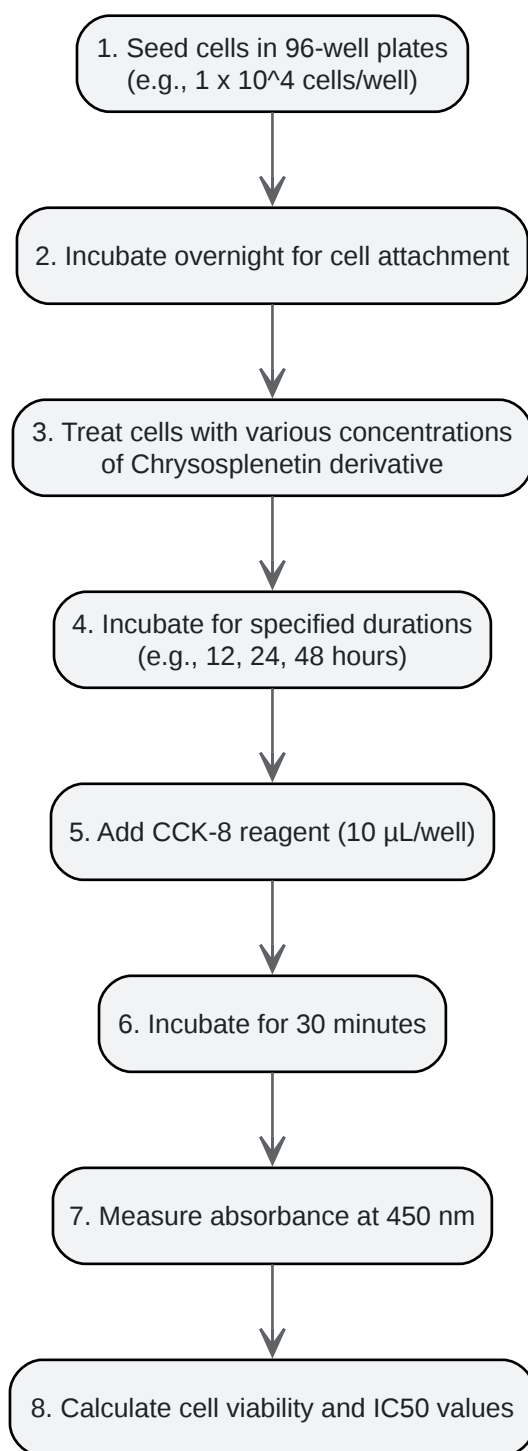 1. Seed cells in 96-well plates
(e.g., 1 x 10^4 cells/well)
2. Incubate overnight for cell attachment
3. Treat cells with various concentrations
of Chrysosplenetin derivative
4. Incubate for specified durations
(e.g., 12, 24, 48 hours)
5. Add CCK-8 reagent (10 µL/well)
6. Incubate for 30 minutes
7. Measure absorbance at 450 nm
8. Calculate cell viability and IC50 values